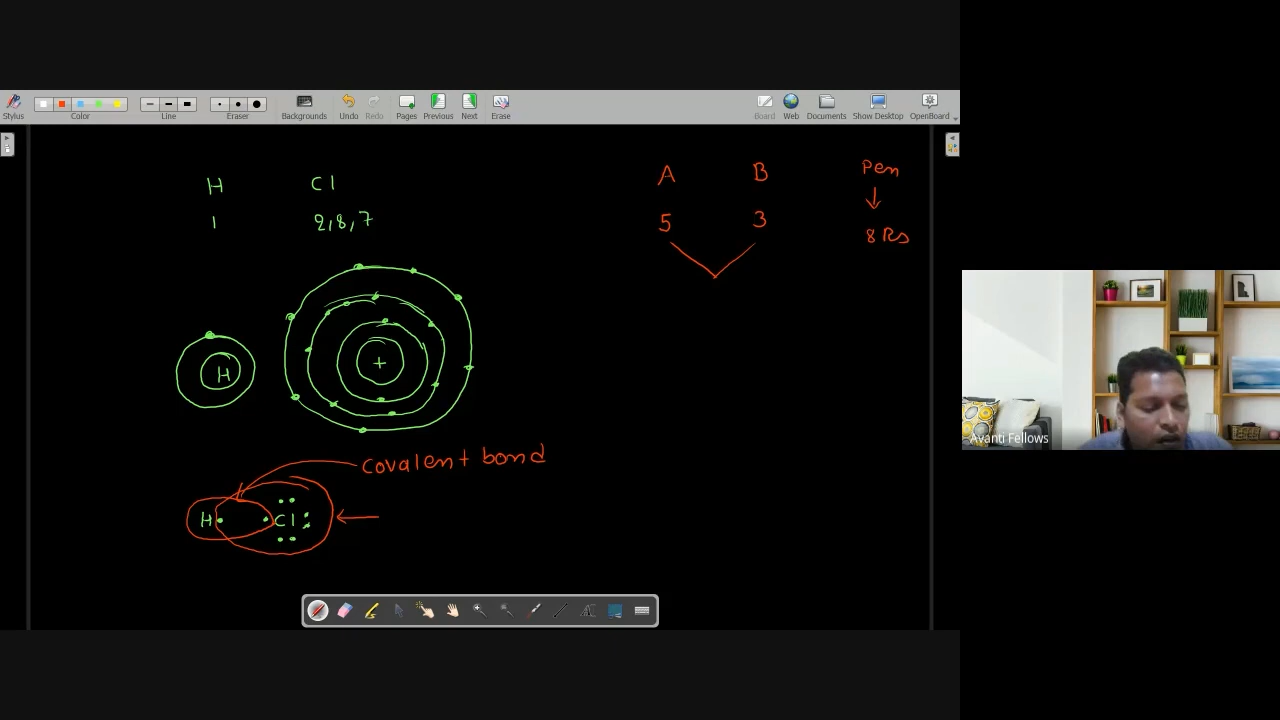 Stylus
Color
Line
Eraser
Backgrounds
Undo
Redo
Pages
Previous
Next
Erase
Board
Web
Documents
Show Desktop
OpenBoard
H Cl
1 2,8,7
A B Pen
5 3
8 Rs
H
+
covalent bond
H Cl
Avanti Fellows